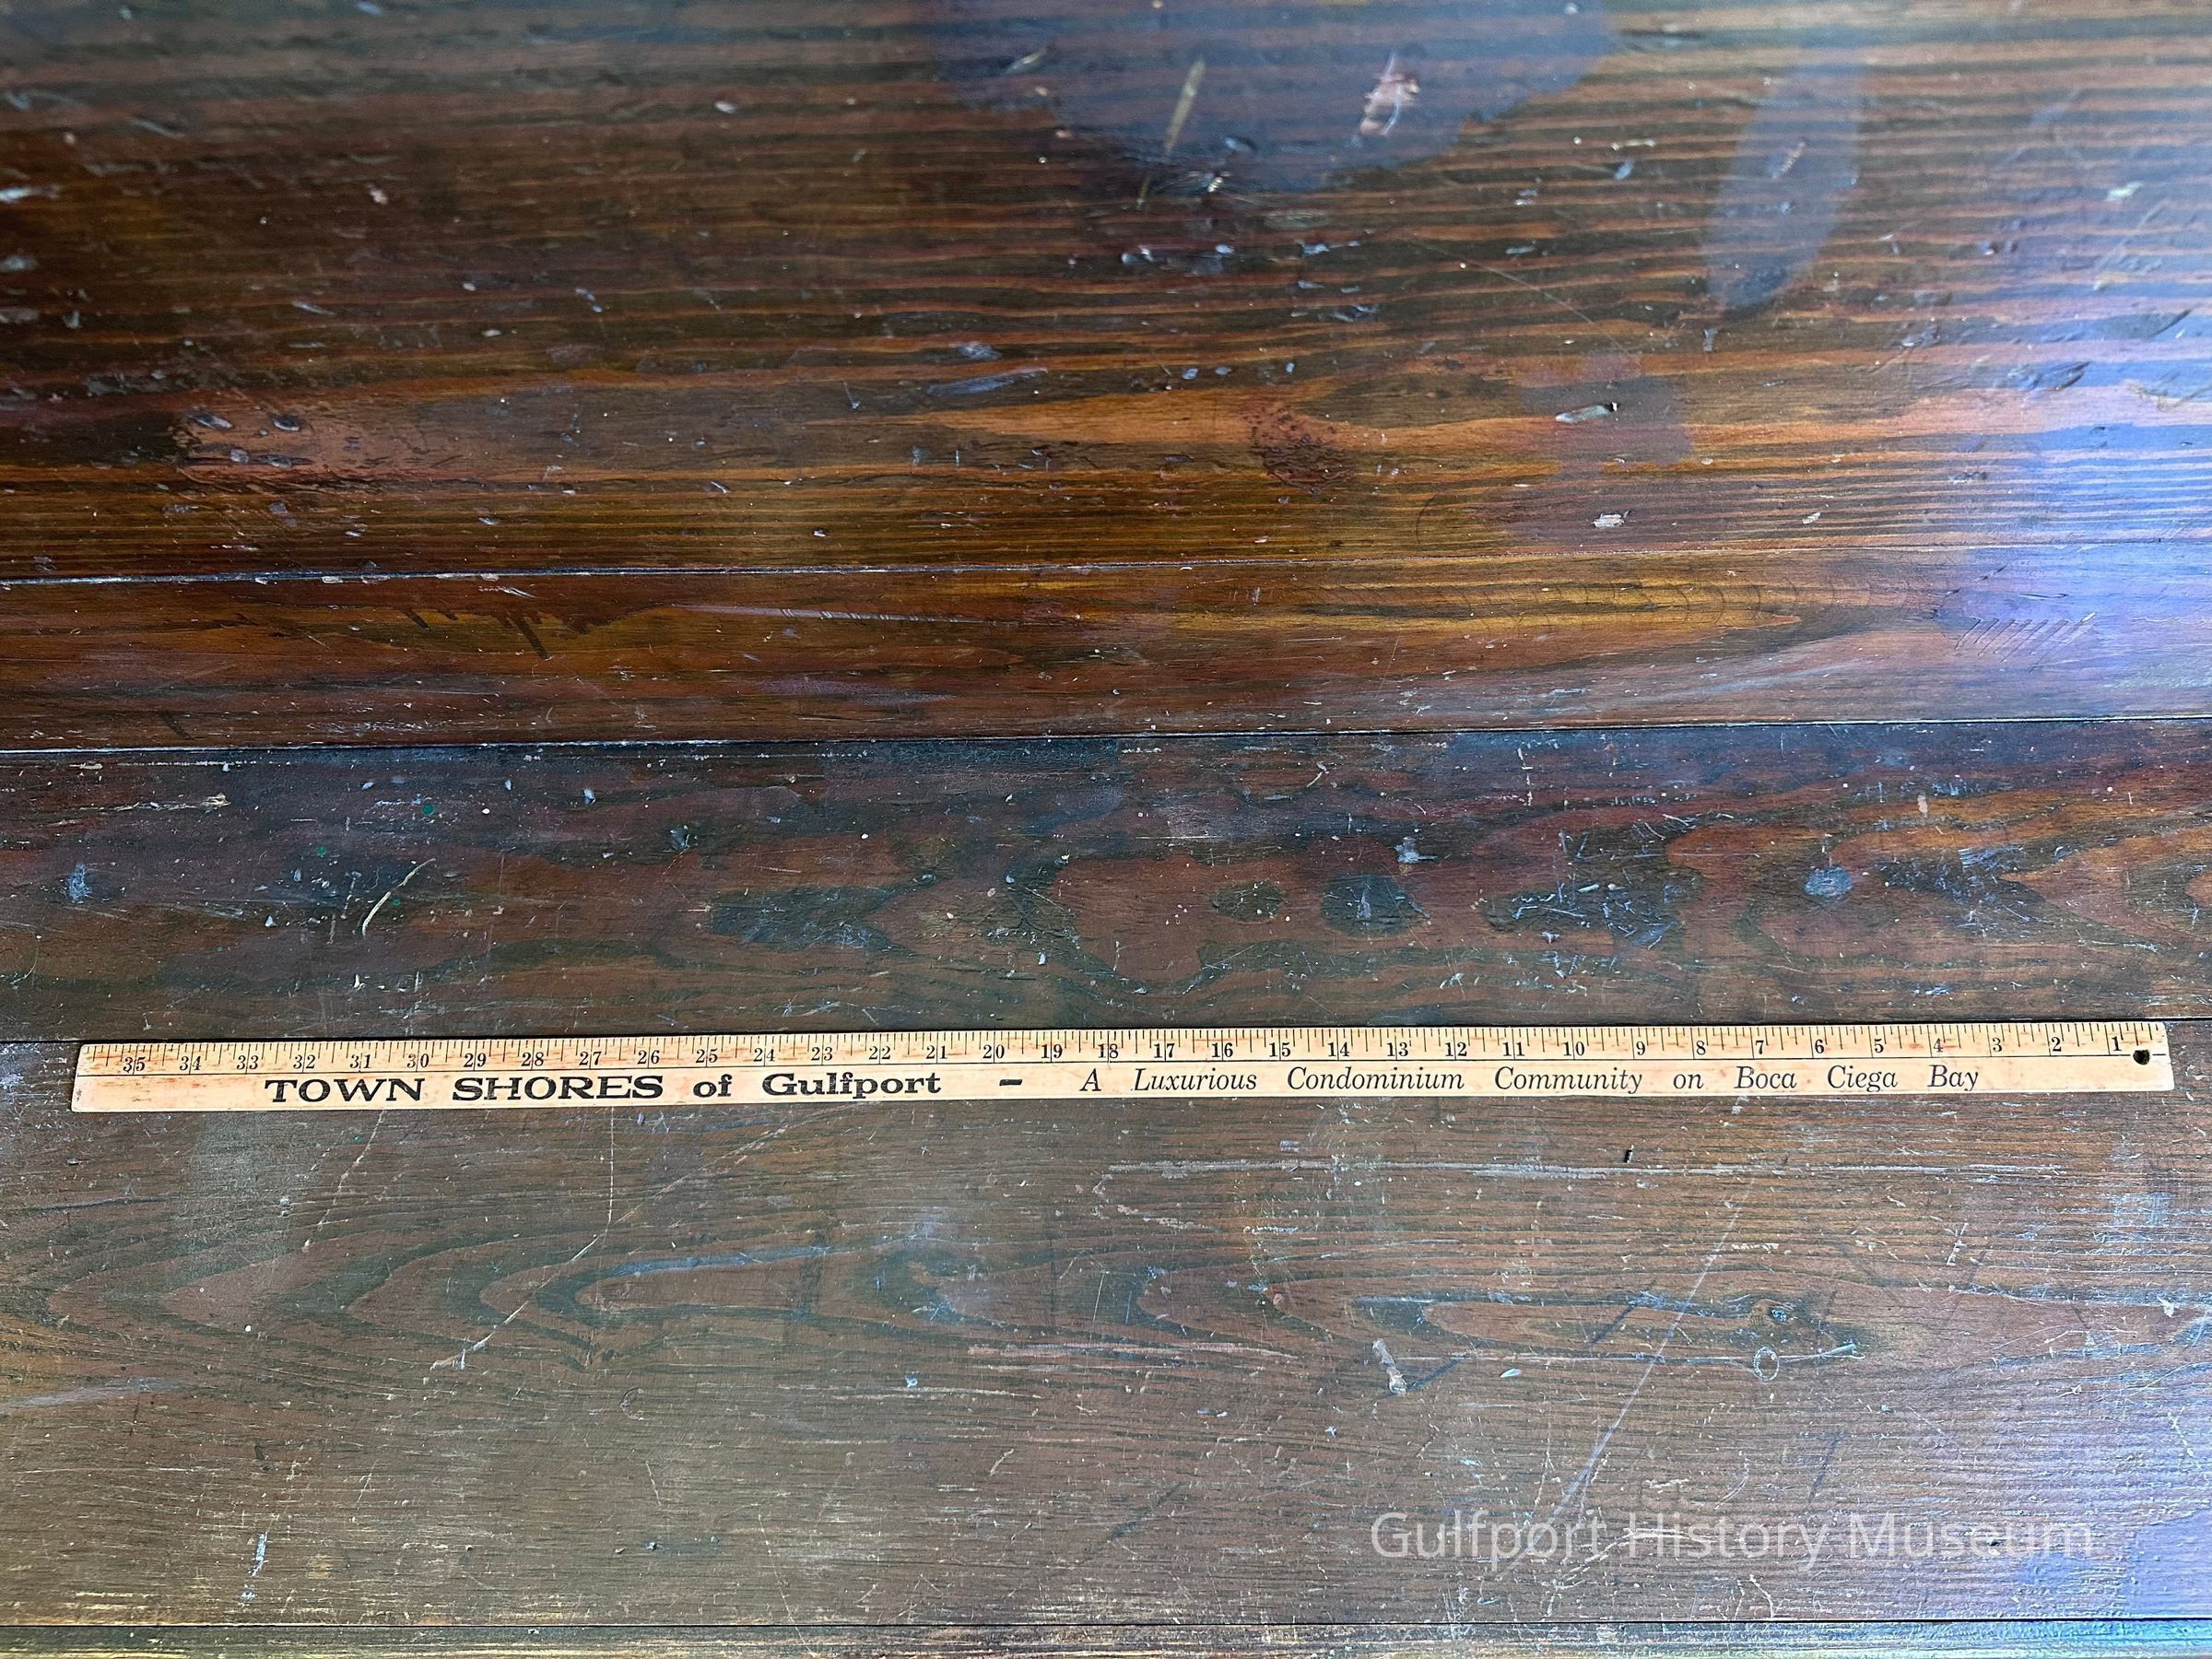 35 34 33 32 31 30 29 28 27 26 25 24 23 22 21 20 19 18 17 16 15 14 13 12 11 10 9 8 7 6 5 4 3 2 1
TOWN SHORES of Gulfport - A Luxurious Condominium Community on Boca Ciega Bay
Gulfport History Museum